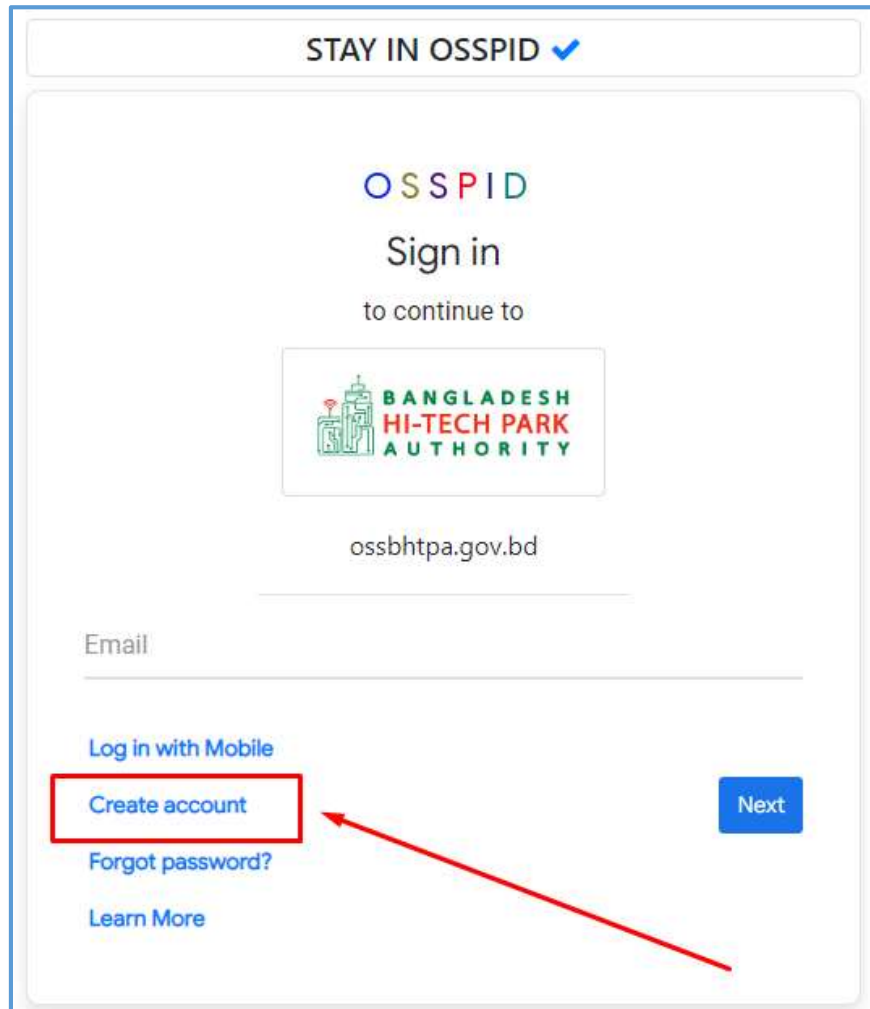 STAY IN OSSPID
OSSPID
Sign in
to continue to
BANGLADESH
HI-TECH PARK
AUTHORITY
ossbhtpa.gov.bd
Email
Log in with Mobile
Create account
Next
Forgot password?
Learn More